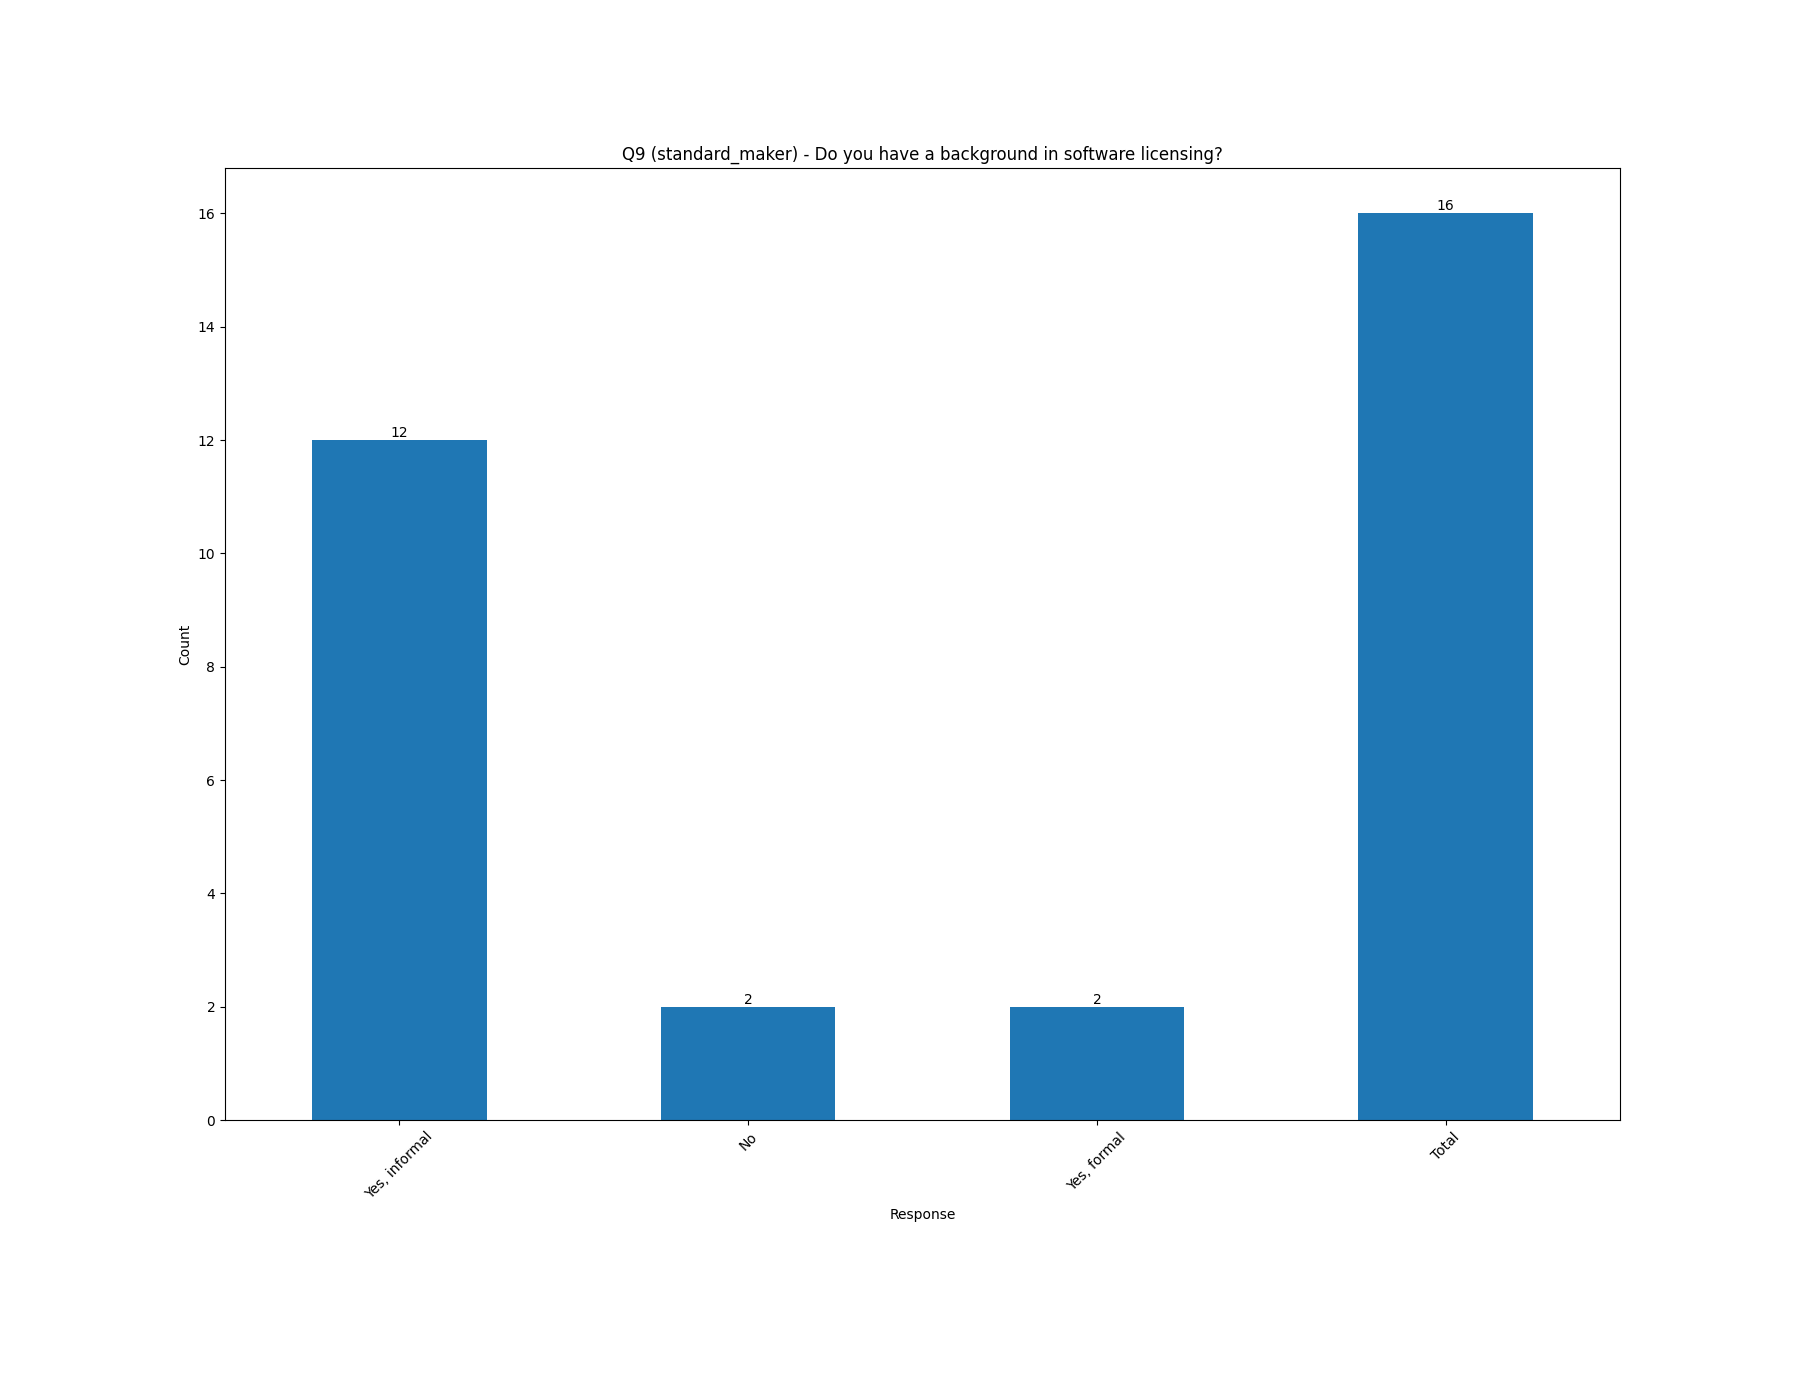 Q9 (standard_maker) - Do you have a background in software licensing?
16
14
12
10
8
6
4
2
0
Count
12
2
2
16
Yes, informal
No
Yes, formal
Total
Response